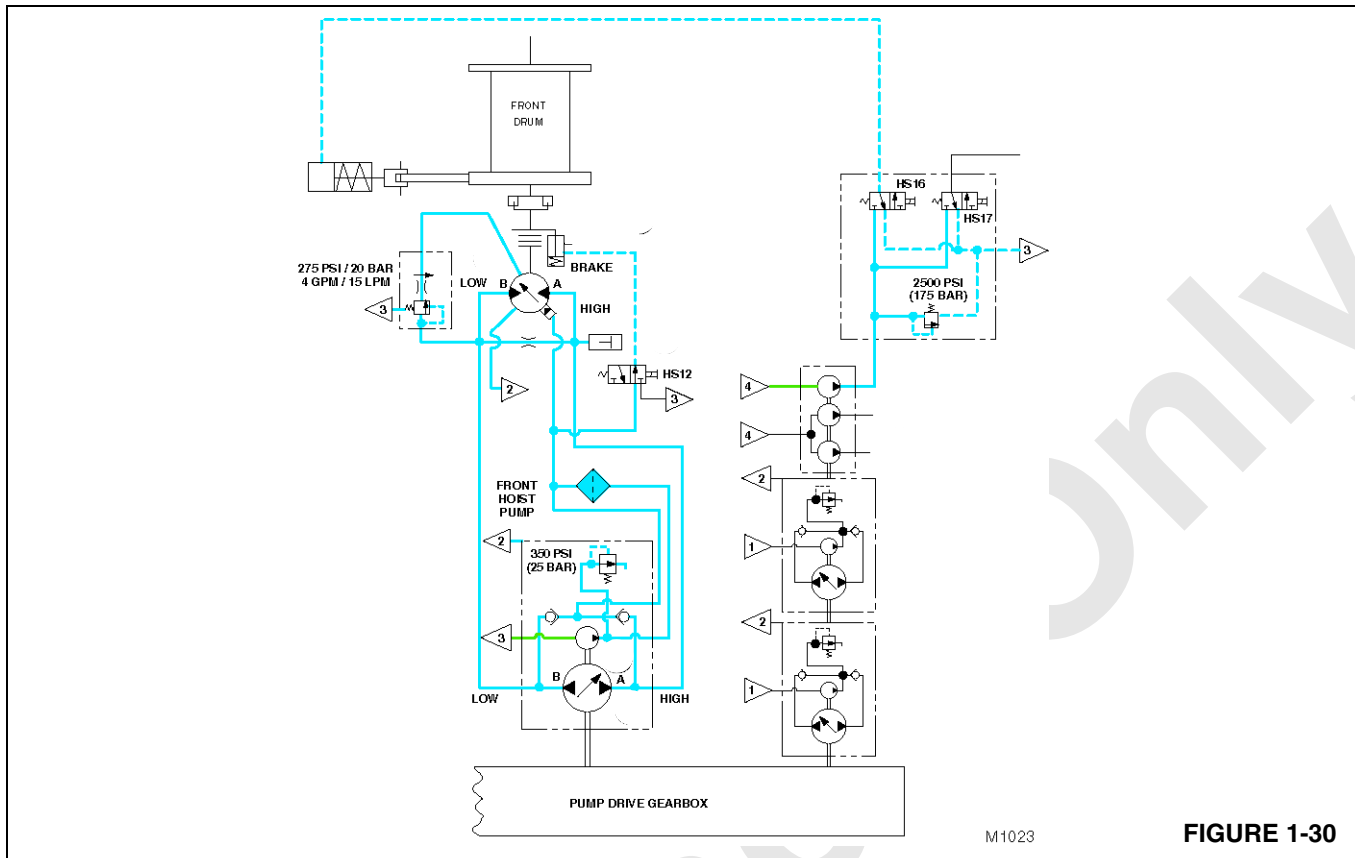 FRONT
DRUM
HS16
HS17
3
275 PSI / 20 BAR
4 GPM / 15 LPM
3
BRAKE
LOW
B
A
HIGH
2500 PSI
(175 BAR)
2
HS12
3
4
4
FRONT
HOIST
PUMP
2
2
350 PSI
(25 BAR)
1
3
2
B
A
LOW
HIGH
1
PUMP DRIVE GEARBOX
M1023
FIGURE 1-30
Only